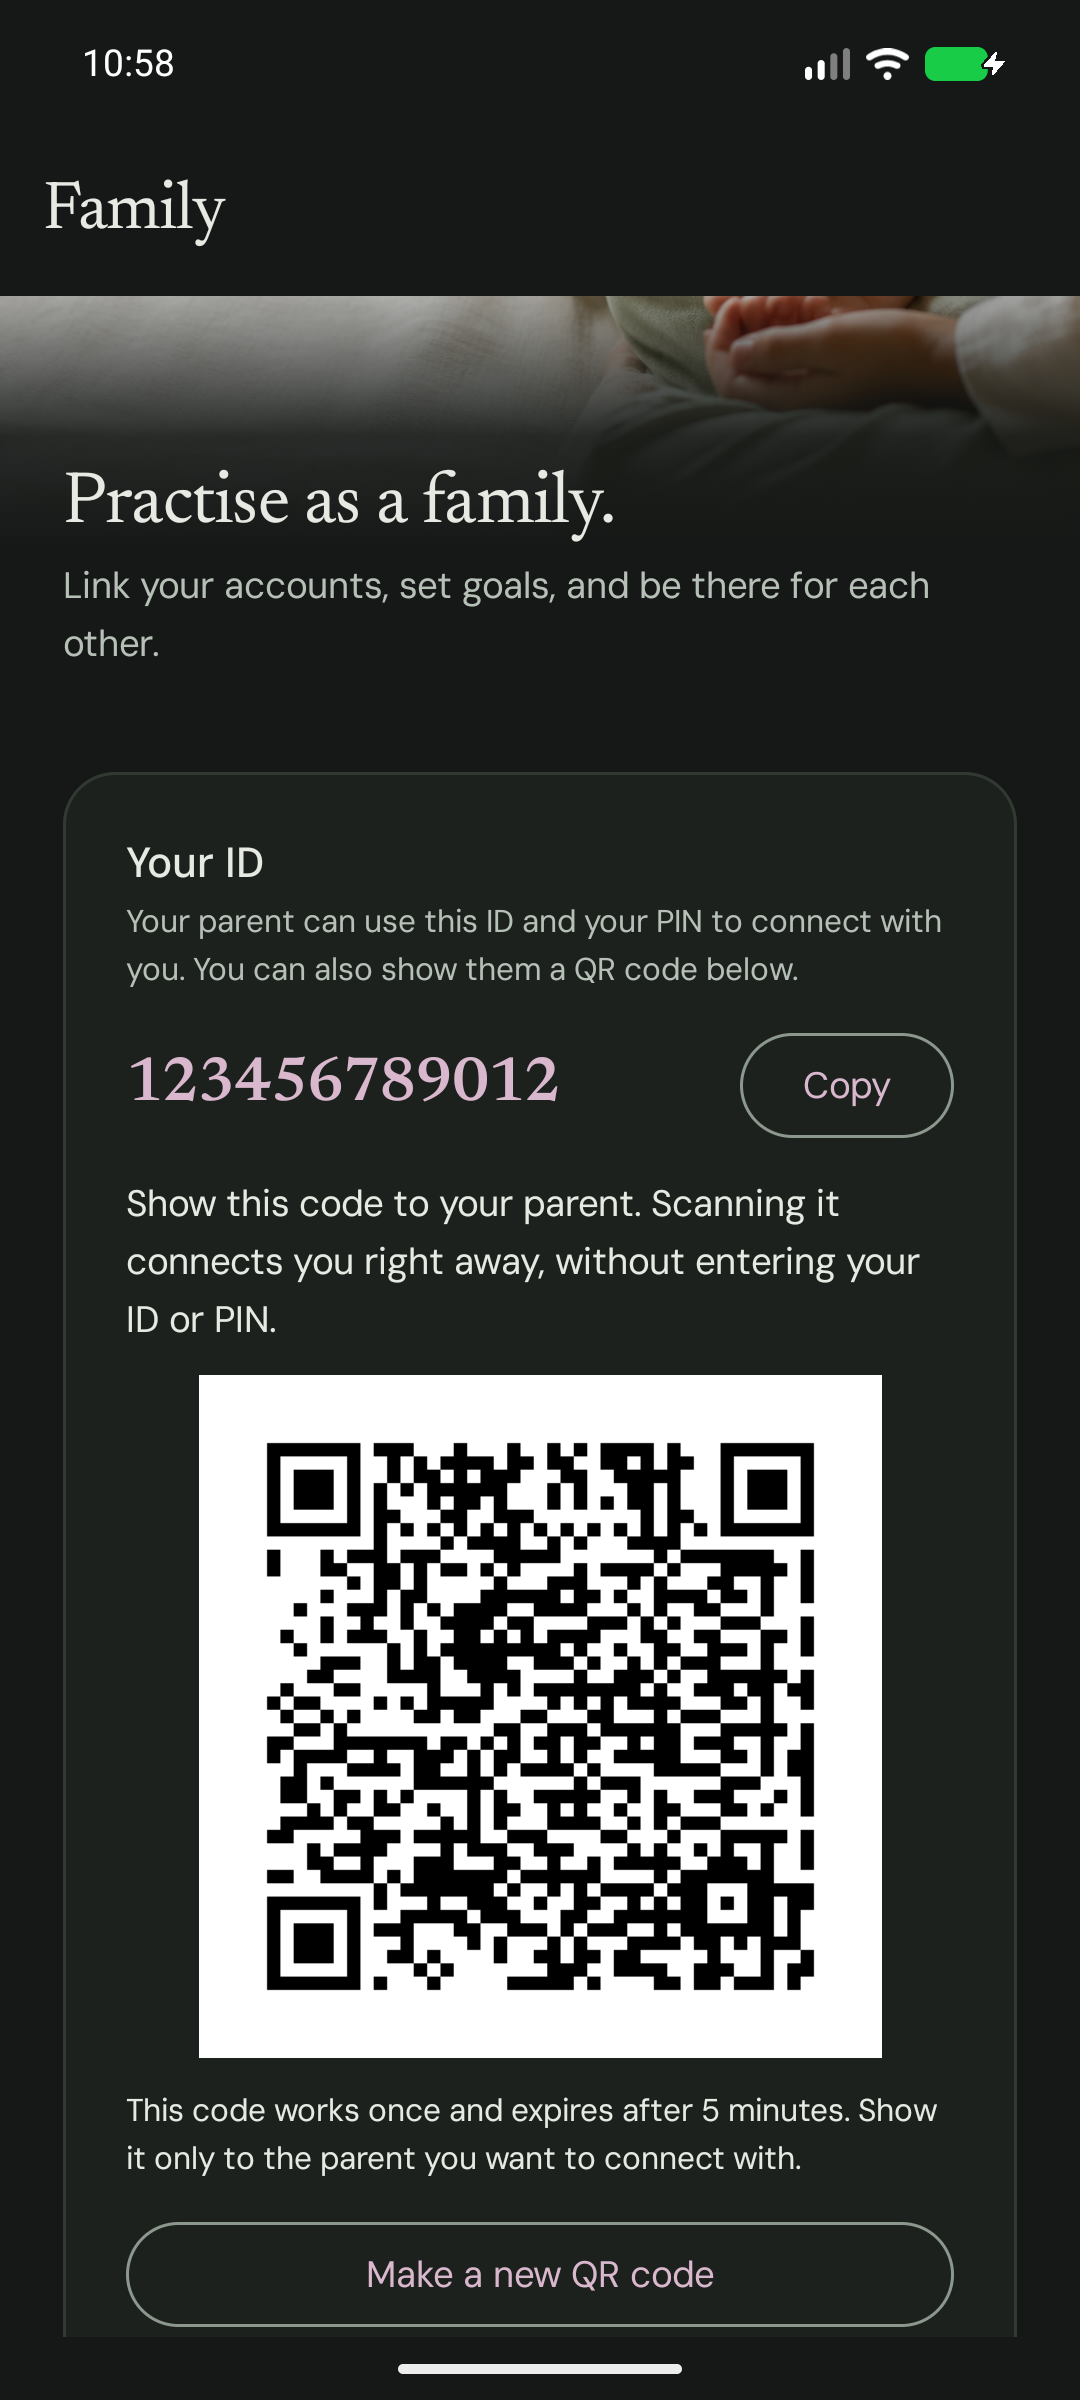 10:58
Family
Practise as a family.
Link your accounts, set goals, and be there for each
other.
Your ID
Your parent can use this ID and your PIN to connect with
you. You can also show them a QR code below.
123456789012
Copy
Show this code to your parent. Scanning it
connects you right away, without entering your
ID or PIN.
This code works once and expires after 5 minutes. Show
it only to the parent you want to connect with.
Make a new QR code